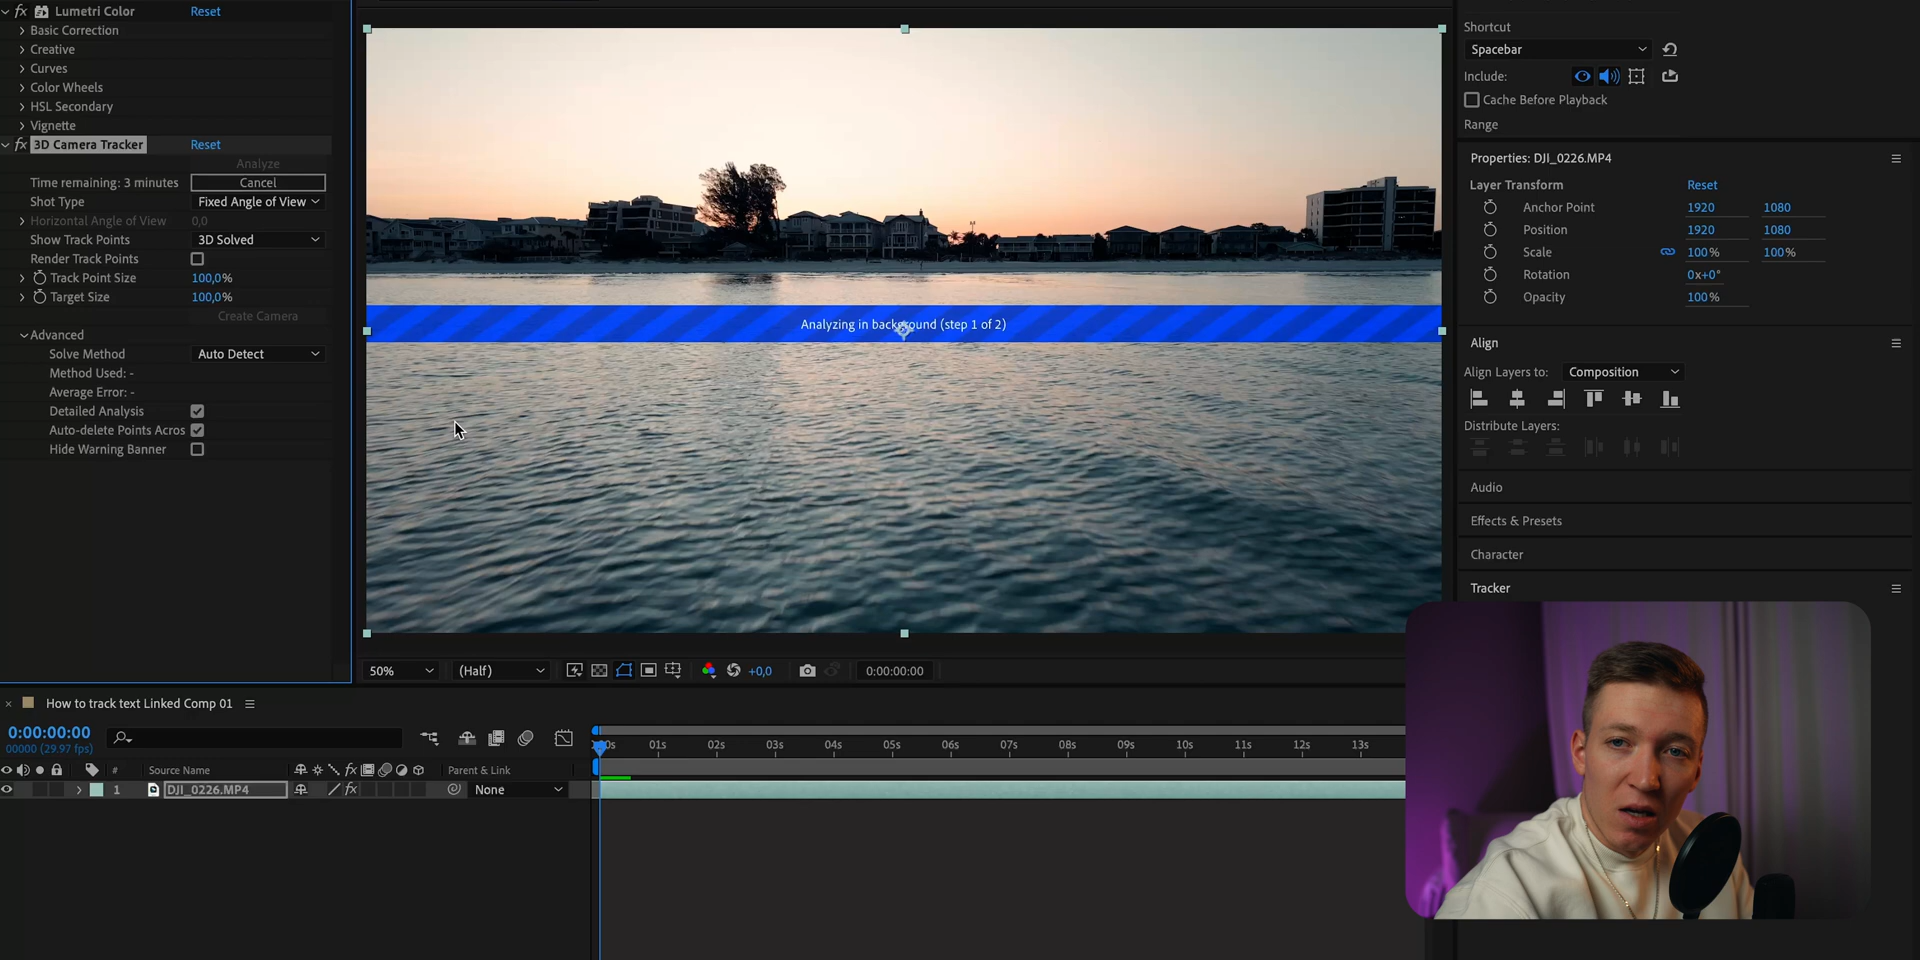 fx Lumetri Color Reset
Basic Correction
Creative
Curves
Color Wheels
HSL Secondary
Vignette
fx 3D Camera Tracker Reset
Analyze
Time remaining: 3 minutes Cancel
Shot Type Fixed Angle of View
Horizontal Angle of View 0,0
Show Track Points 3D Solved
Render Track Points
Track Point Size 100,0%
Target Size 100,0%
Create Camera
Advanced
Solve Method Auto Detect
Method Used: -
Average Error: -
Detailed Analysis
Auto-delete Points Acros
Hide Warning Banner
Analyzing in background (step 1 of 2)
50% (Half) +0,0 0:00:00:00
Shortcut
Spacebar
Include:
Cache Before Playback
Range
Properties: DJI_0226.MP4
Layer Transform Reset
Anchor Point 1920 1080
Position 1920 1080
Scale 100% 100%
Rotation 0x+0°
Opacity 100%
Align
Align Layers to: Composition
Distribute Layers:
Audio
Effects & Presets
Character
Tracker
How to track text Linked Comp 01
0:00:00:00
00000 (29.97 fps)
01s 02s 03s 04s 05s 06s 07s 08s 09s 10s 11s 12s 13s
# Source Name fx Parent & Link
1 DJI_0226.MP4 fx None